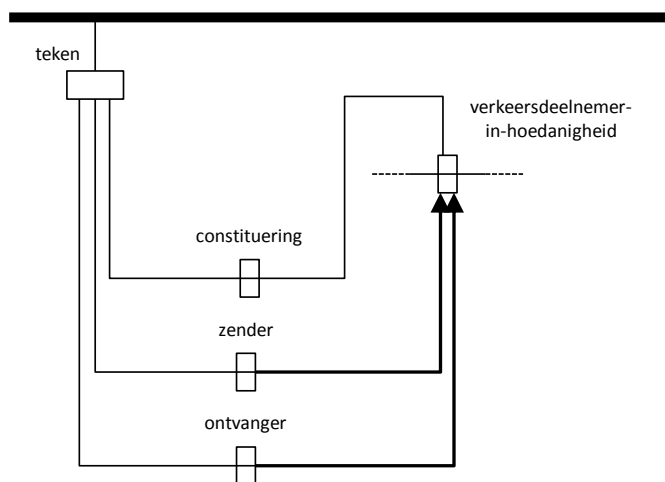 teken
verkeersdeelnemer-
in-hoedanigheid
constituering
zender
ontvanger